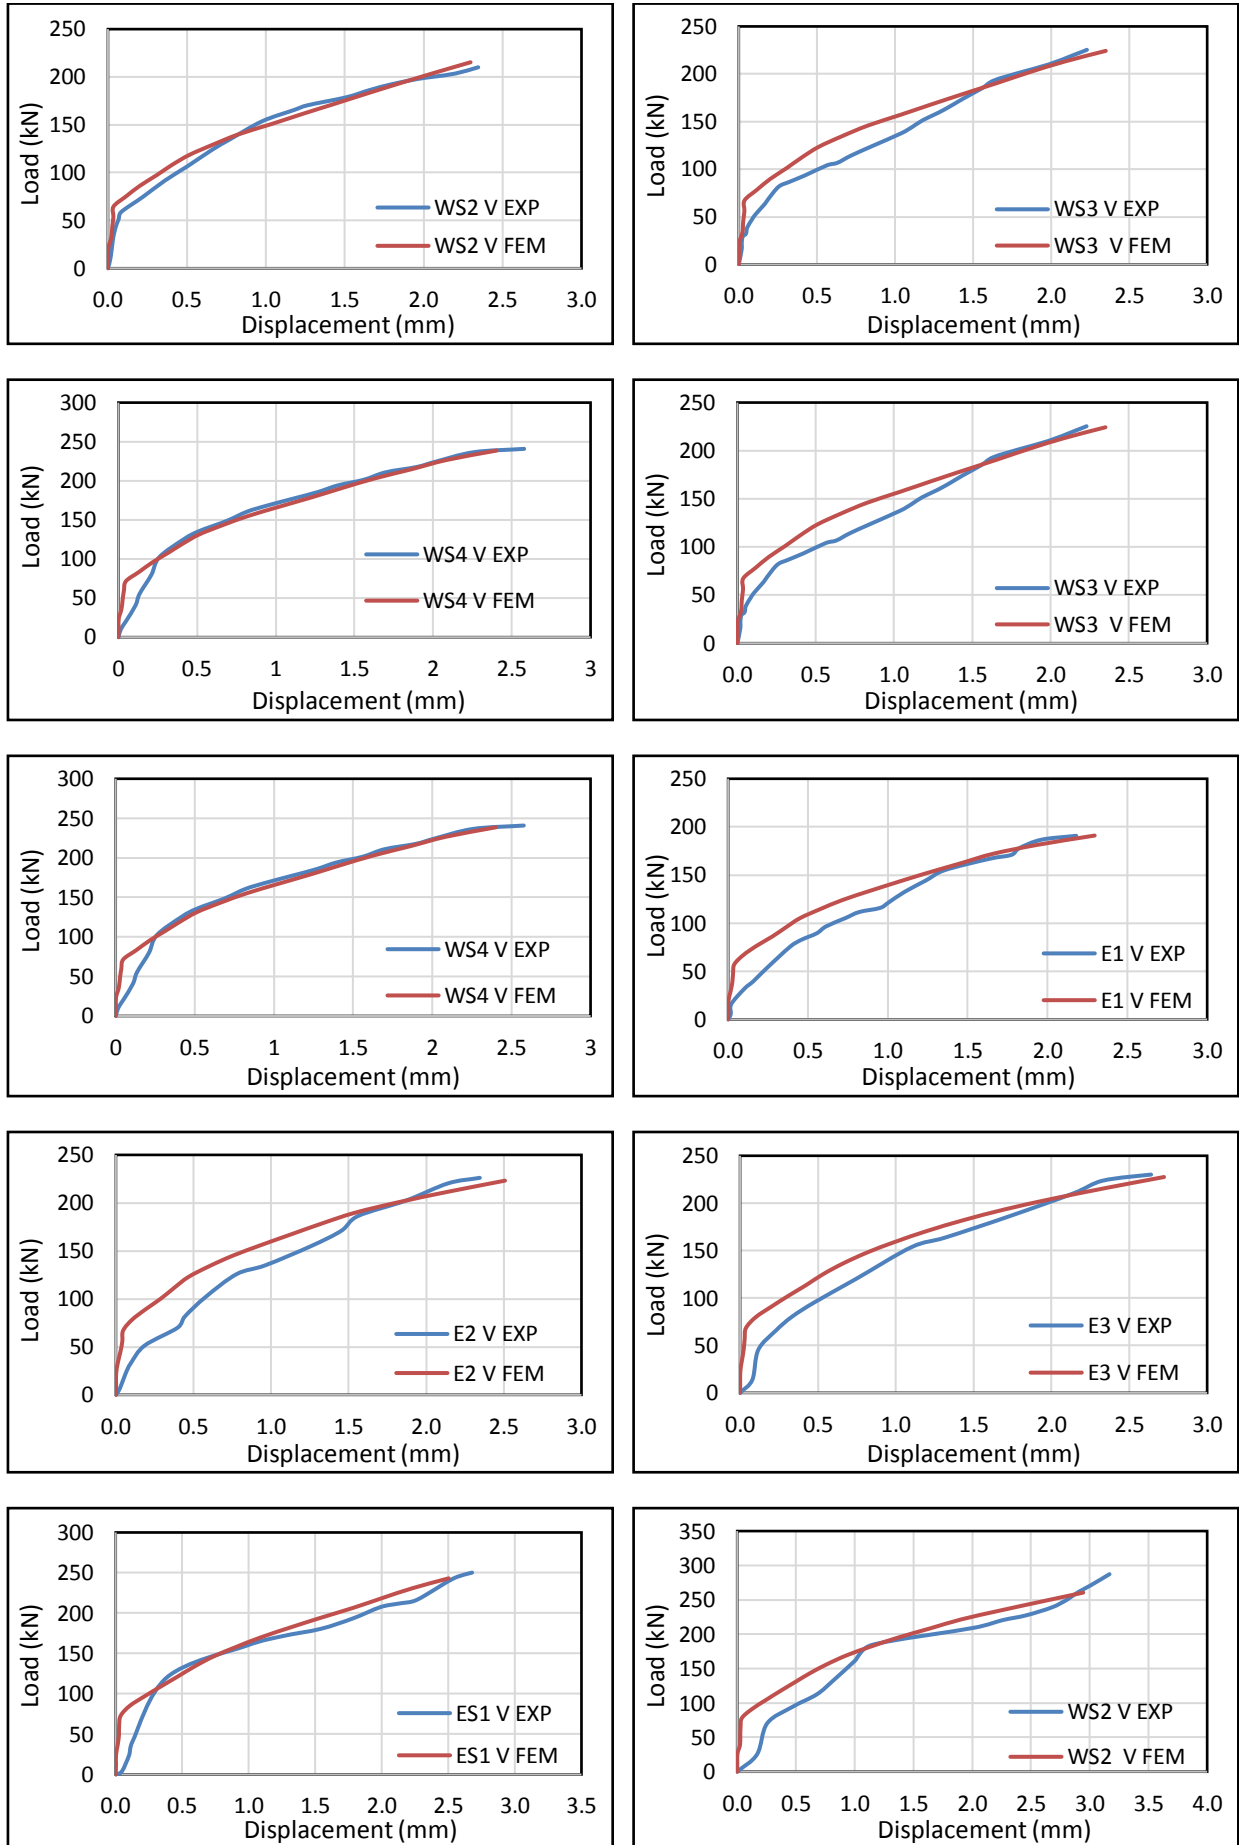 250
200
150
100
50
0
Load (kN)
WS2 V EXP
WS2 V FEM
0.0 0.5 1.0 1.5 2.0 2.5 3.0
Displacement (mm)
250
200
150
100
50
0
Load (kN)
WS3 V EXP
WS3 V FEM
0.0 0.5 1.0 1.5 2.0 2.5 3.0
Displacement (mm)
300
250
200
150
100
50
0
Load (kN)
WS4 V EXP
WS4 V FEM
0 0.5 1 1.5 2 2.5 3
Displacement (mm)
250
200
150
100
50
0
Load (kN)
WS3 V EXP
WS3 V FEM
0.0 0.5 1.0 1.5 2.0 2.5 3.0
Displacement (mm)
300
250
200
150
100
50
0
Load (kN)
WS4 V EXP
WS4 V FEM
0 0.5 1 1.5 2 2.5 3
Displacement (mm)
250
200
150
100
50
0
Load (kN)
E1 V EXP
E1 V FEM
0.0 0.5 1.0 1.5 2.0 2.5 3.0
Displacement (mm)
250
200
150
100
50
0
Load (kN)
E2 V EXP
E2 V FEM
0.0 0.5 1.0 1.5 2.0 2.5 3.0
Displacement (mm)
250
200
150
100
50
0
Load (kN)
E3 V EXP
E3 V FEM
0.0 0.5 1.0 1.5 2.0 2.5 3.0
Displacement (mm)
300
250
200
150
100
50
0
Load (kN)
ES1 V EXP
ES1 V FEM
0.0 0.5 1.0 1.5 2.0 2.5 3.0 3.5
Displacement (mm)
350
300
250
200
150
100
50
0
Load (kN)
WS2 V EXP
WS2 V FEM
0.0 0.5 1.0 1.5 2.0 2.5 3.0 3.5 4.0
Displacement (mm)